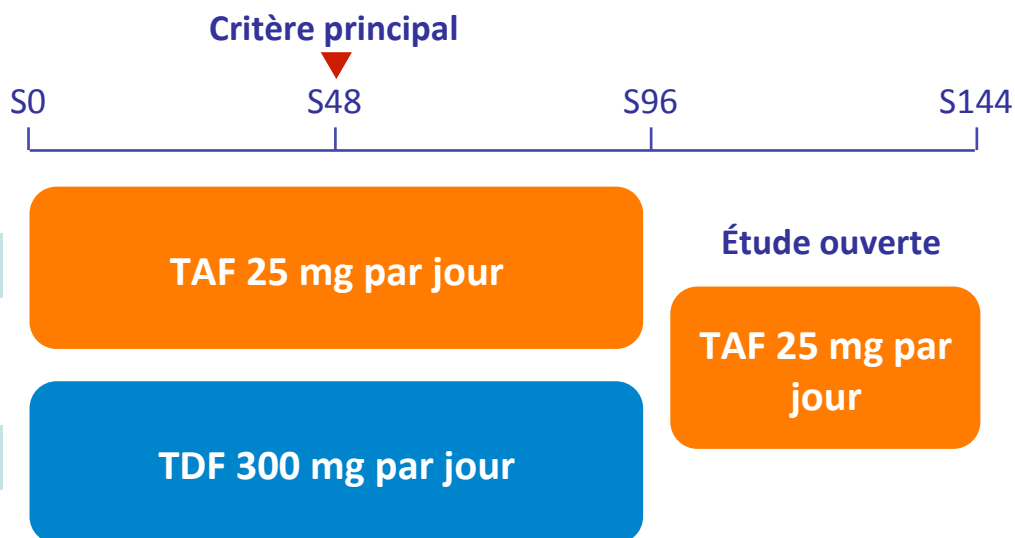 Critère principal
S0 S48 S96 S144
TAF 25 mg par jour
Étude ouverte
TAF 25 mg par
jour
TDF 300 mg par jour